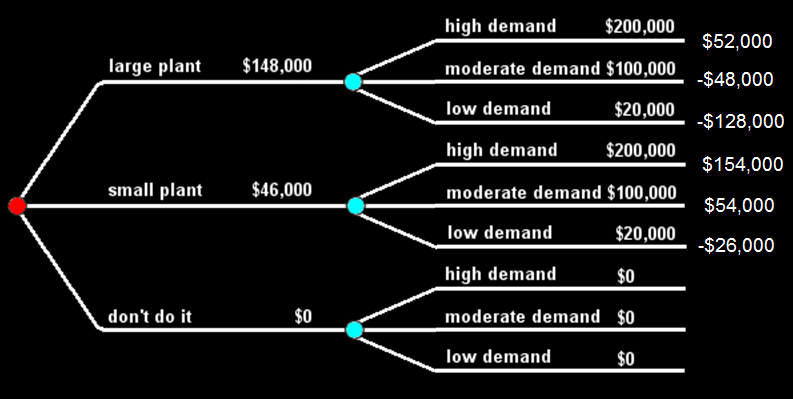 high demand $200,000 $52,000
large plant $148,000
moderate demand $100,000 -$48,000
low demand $20,000 -$128,000
high demand $200,000 $154,000
small plant $46,000
moderate demand $100,000 $54,000
low demand $20,000 -$26,000
high demand $0
don't do it $0
moderate demand $0
low demand $0